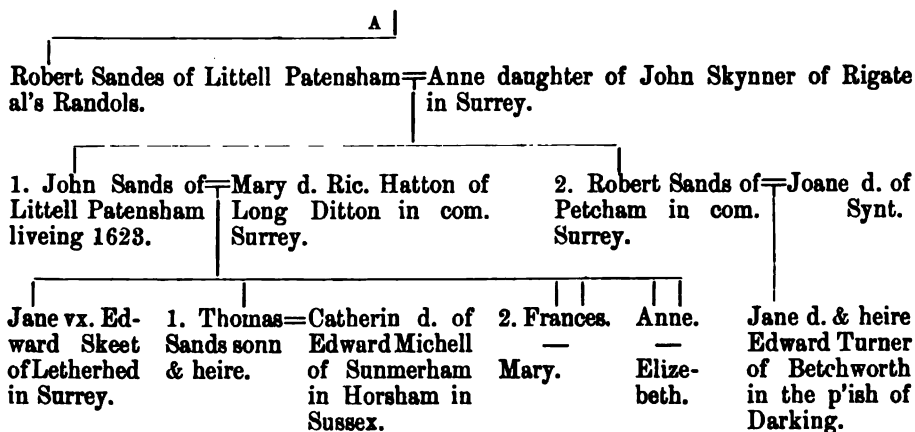 A
Robert Sandes of Littell Patensham
al's Randols.
Anne daughter of John Skynner of Rigate
in Surrey.
1. John Sands of
Littell Patensham
liveing 1623.
Mary d. Ric. Hatton of
Long Ditton in com.
Surrey.
2. Robert Sands of
Petcham in com.
Surrey.
Joane d. of
Synt.
Jane vx. Ed-
ward Skeet
of Letherhed
in Surrey.
1. Thomas
Sands sonn
& heire.
Catherin d. of
Edward Michell
of Sunmerham
in Horsham in
Sussex.
2. Frances.
—
Mary.
Anne.
—
Elize-
beth.
Jane d. & heire
Edward Turner
of Betchworth
in the p'ish of
Darking.